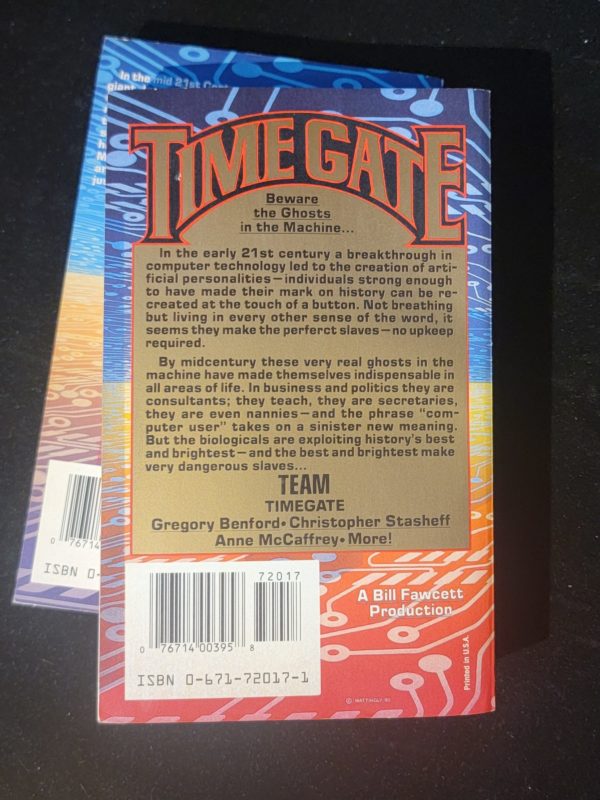 In the mid 21st
giant
TIMEGATE
Beware
the Ghosts
in the Machine...
In the early 21st century a breakthrough in
computer technology led to the creation of arti-
ficial personalities—individuals strong enough
to have made their mark on history can be re-
created at the touch of a button. Not breathing
but living in every other sense of the word, it
seems they make the perferct slaves—no upkeep
required.
By midcentury these very real ghosts in the
machine have made themselves indispensable in
all areas of life. In business and politics they are
consultants; they teach, they are secretaries,
they are even nannies—and the phrase “com-
puter user” takes on a sinister new meaning.
But the biologicals are exploiting history's best
and brightest—and the best and brightest make
very dangerous slaves...
TEAM
TIMEGATE
Gregory Benford• Christopher Stasheff
Anne McCaffrey• More!
72017
0 76714 00395 8
ISBN 0-671-72017-1
A Bill Fawcett
Production
Printed in U.S.A.
© MATTINGLY '90
0 76714
ISBN 0-